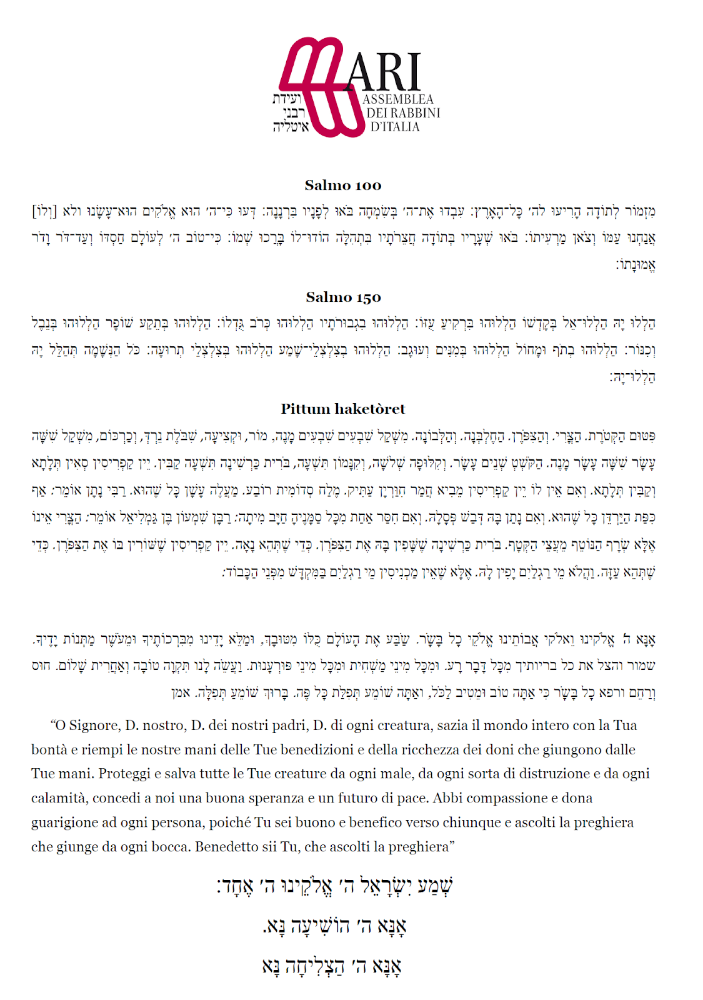 ARI
ועידת
רבני
איטליה
ASSEMBLEA
DEI RABBINI
D'ITALIA
Salmo 100
מִזְמוֹר לְתוֹדָה הָרִיעוּ לה׳ כָּל־הָאָרֶץ׃ עִבְדוּ אֶת־ה׳ בְּשִׂמְחָה בֹּאוּ לְפָנָיו בִּרְנָנָה׃ דְּעוּ כִּי־ה׳ הוּא אֱלֹקִים הוּא־עָשָׂנוּ ולא [וְלוֹ]
אֲנַחְנוּ עַמּוֹ וְצֹאן מַרְעִיתוֹ׃ בֹּאוּ שְׁעָרָיו בְּתוֹדָה חֲצֵרֹתָיו בִּתְהִלָּה הוֹדוּ־לוֹ בָּרֲכוּ שְׁמוֹ׃ כִּי־טוֹב ה׳ לְעוֹלָם חַסְדּוֹ וְעַד־דֹּר וָדֹר
אֱמוּנָתוֹ׃
Salmo 150
הַלְלוּ יָהּ הַלְלוּ־אֵל בְּקָדְשׁוֹ הַלְלוּהוּ בִּרְקִיעַ עֻזּוֹ׃ הַלְלוּהוּ בִגְבוּרֹתָיו הַלְלוּהוּ כְּרֹב גֻּדְלוֹ׃ הַלְלוּהוּ בְּתֵקַע שׁוֹפָר הַלְלוּהוּ בְּנֵבֶל
וְכִנּוֹר׃ הַלְלוּהוּ בְתֹף וּמָחוֹל הַלְלוּהוּ בְּמִנִּים וְעוּגָב׃ הַלְלוּהוּ בְצִלְצְלֵי־שָׁמַע הַלְלוּהוּ בְּצִלְצְלֵי תְרוּעָה׃ כֹּל הַנְּשָׁמָה תְּהַלֵּל יָהּ
הַלְלוּ־יָהּ׃
Pittum haketòret
פִּטּוּם הַקְּטֹרֶת. הַצֳּרִי. וְהַצִּפֹּרֶן. הַחֶלְבְּנָה. וְהַלְּבוֹנָה. מִשְׁקַל שִׁבְעִים שִׁבְעִים מָנֶה, מוֹר, וּקְצִיעָה, שִׁבֹּלֶת נֵרְדְּ, וְכַרְכּוֹם, מִשְׁקַל שִׁשָּׁה
עָשָׂר שִׁשָּׁה עָשָׂר מָנֶה. הַקֹּשְׁטְ שְׁנֵים עָשָׂר. וְקִלּוּפָה שְׁלֹשָׁה, וְקִנָּמוֹן תִּשְׁעָה, בֹּרִית כַּרְשִׁינָה תִּשְׁעָה קַבִּין. יֵין קַפְרִיסִין סְאִין תְּלָתָא
וְקַבִּין תְּלָתָא. וְאִם אֵין לוֹ יֵין קַפְרִיסִין מֵבִיא חֲמַר חִוַּרְיָן עַתִּיק. מֶלַח סְדוֹמִית רוֹבַע. מַעֲלֶה עָשָׁן כָּל שֶׁהוּא. רַבִּי נָתָן אוֹמֵר׃ אַף
כִּפַּת הַיַּרְדֵּן כָּל שֶׁהוּא. וְאִם נָתַן בָּהּ דְּבַשׁ פְּסָלָהּ. וְאִם חִסַּר אַחַת מִכָּל סַמָּנֶיהָ חַיָּב מִיתָה׃ רַבָּן שִׁמְעוֹן בֶּן גַּמְלִיאֵל אוֹמֵר׃ הַצֳּרִי אֵינוֹ
אֶלָּא שְׂרָף הַנּוֹטֵף מֵעֲצֵי הַקְּטָף. בֹּרִית כַּרְשִׁינָה שֶׁשָּׁפִין בָּהּ אֶת הַצִּפֹּרֶן. כְּדֵי שֶׁתְּהֵא נָאָה. יֵין קַפְרִיסִין שֶׁשּׁוֹרִין בּוֹ אֶת הַצִּפֹּרֶן. כְּדֵי
שֶׁתְּהֵא עַזָּה. וַהֲלֹא מֵי רַגְלַיִם יָפִין לָהּ. אֶלָּא שֶׁאֵין מַכְנִיסִין מֵי רַגְלַיִם בַּמִּקְדָּשׁ מִפְּנֵי הַכָּבוֹד׃
אָנָּא ה' אֱלֹקינוּ וֵאלֹקי אֲבוֹתֵינוּ אֱלֹקֵי כָל בָּשָׂר. שַׂבַּע אֶת הָעוֹלָם כֻּלּוֹ מִטּוּבָךְ, וּמַלֵּא יָדֵינוּ מִבִּרְכוֹתֶיךָ וּמֵעֹשֶׁר מַתְּנוֹת יָדֶיךָ.
שמור והצל את כל בריותיך מִכָּל דָּבָר רָע. וּמִכָּל מִינֵי מַשְׁחִית וּמִכָּל מִינֵי פּוּרְעָנוּת. וַעֲשֵׂה לָנוּ תִּקְוָה טוֹבָה וְאַחֲרִית שָׁלוֹם. חוּס
וְרַחֵם ורפא כָל בָּשָׂר כִּי אַתָּה טוֹב וּמֵטִיב לַכֹּל, ואַתָּה שׁוֹמֵע תְּפִלַּת כָּל פֶּה. בָּרוּךְ שׁוֹמֵעַ תְּפִלָּה. אמן
“O Signore, D. nostro, D. dei nostri padri, D. di ogni creatura, sazia il mondo intero con la Tua
bontà e riempi le nostre mani delle Tue benedizioni e della ricchezza dei doni che giungono dalle
Tue mani. Proteggi e salva tutte le Tue creature da ogni male, da ogni sorta di distruzione e da ogni
calamità, concedi a noi una buona speranza e un futuro di pace. Abbi compassione e dona
guarigione ad ogni persona, poiché Tu sei buono e benefico verso chiunque e ascolti la preghiera
che giunge da ogni bocca. Benedetto sii Tu, che ascolti la preghiera”
שְׁמַע יִשְׂרָאֵל ה׳ אֱלֹקֵינוּ ה׳ אֶחָד׃
אָנָּא ה׳ הוֹשִׁיעָה נָּא.
אָנָּא ה׳ הַצְלִיחָה נָּא